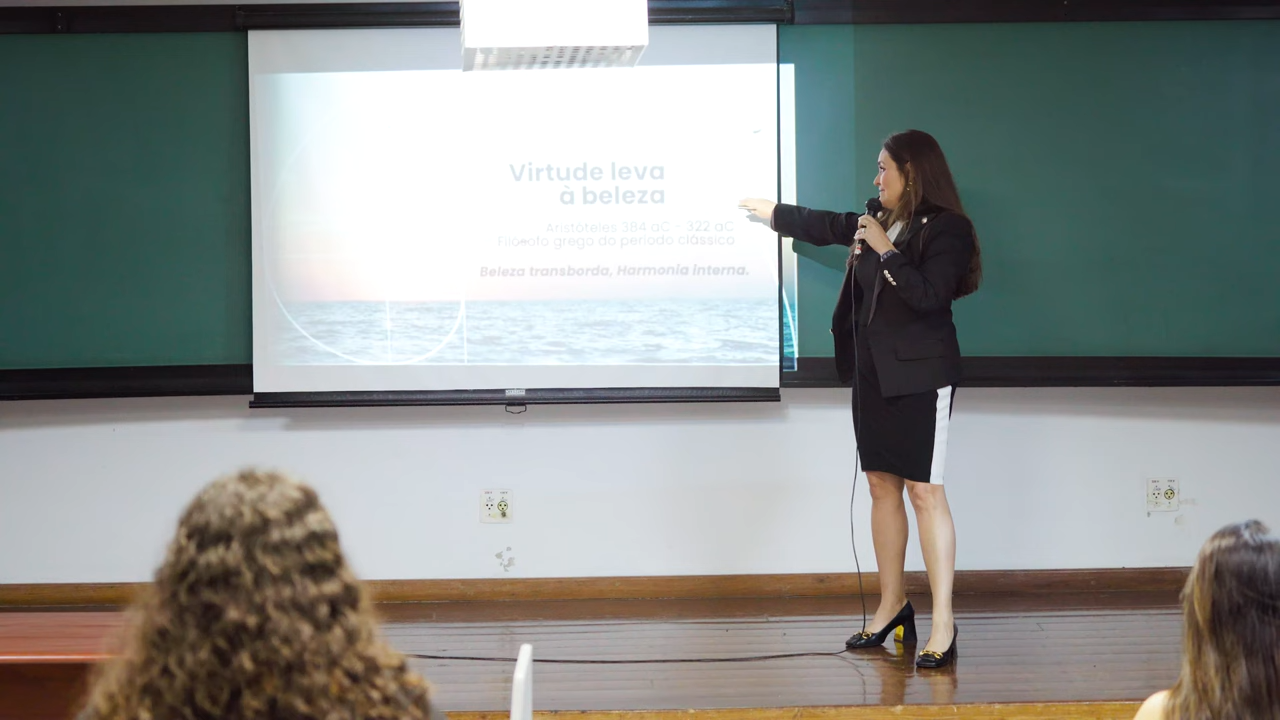 Virtude leva
à beleza
Aristóteles 384 aC - 322 aC
Filósofo grego do período clássico
Beleza transborda, Harmonia interna.